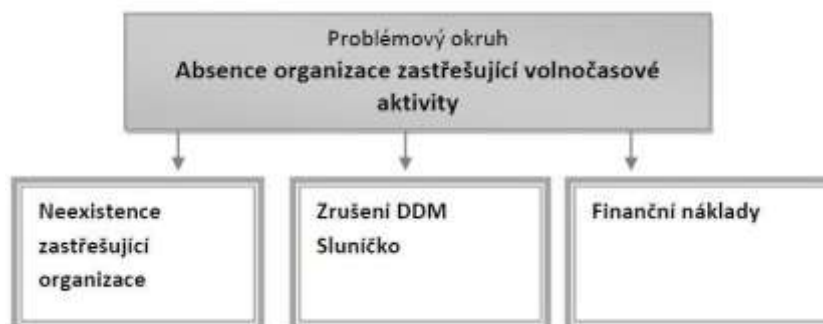 Problémový okruh
Absence organizace zastřešující volnočasové
aktivity
Neexistence
zastřešující
organizace
Zrušení DDM
Sluníčko
Finanční náklady